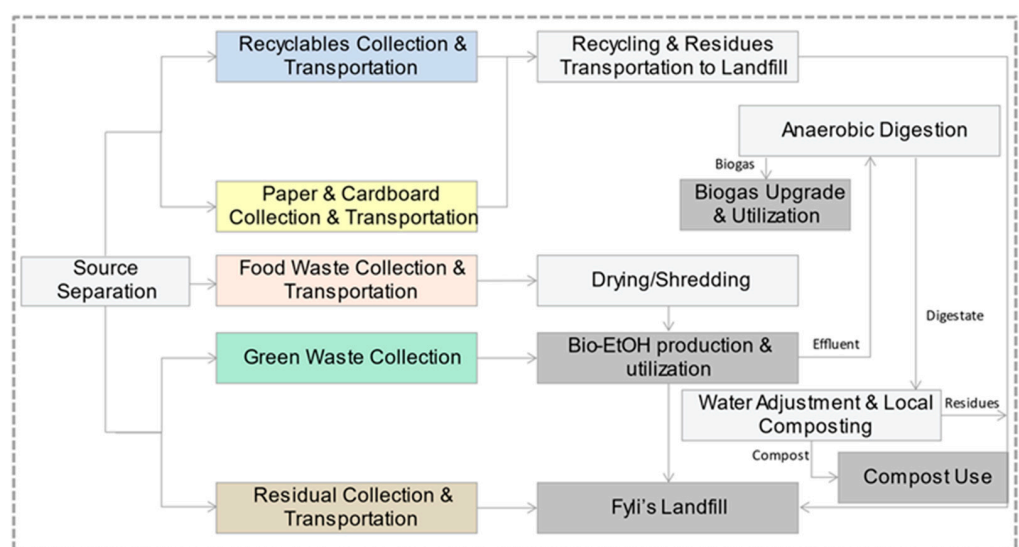 Recyclables Collection &
Transportation
Recycling & Residues
Transportation to Landfill
Anaerobic Digestion
Biogas
Paper & Cardboard
Collection & Transportation
Biogas Upgrade
& Utilization
Source
Separation
Food Waste Collection &
Transportation
Drying/Shredding
Digestate
Green Waste Collection
Bio-EtOH production &
utilization
Effluent
Water Adjustment & Local
Composting
Residues
Compost
Compost Use
Residual Collection &
Transportation
Fyli's Landfill